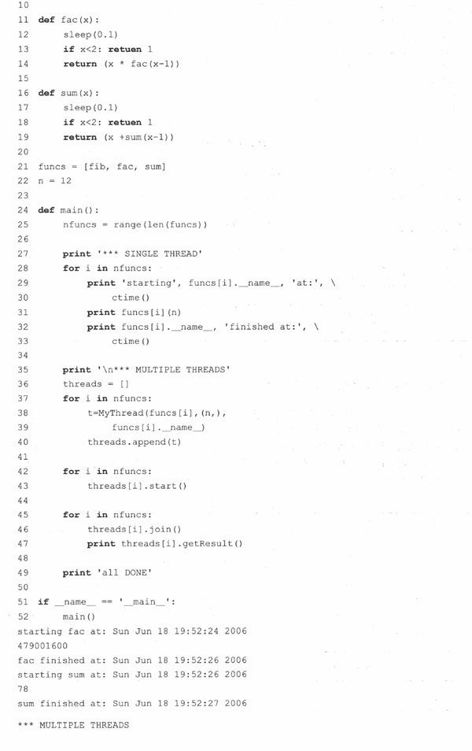 10
11 def fac(x):
12     sleep(0.1)
13     if x<2: retuen 1
14     return (x * fac(x-1))
15
16 def sum(x):
17     sleep(0.1)
18     if x<2: retuen 1
19     return (x +sum(x-1))
20
21 funcs = [fib, fac, sum]
22 n = 12
23
24 def main():
25     nfuncs = range(len(funcs))
26
27     print '*** SINGLE THREAD'
28     for i in nfuncs:
29         print 'starting', funcs[i].__name__, 'at:', \
30             ctime()
31         print funcs[i](n)
32         print funcs[i].__name__, 'finished at:', \
33             ctime()
34
35     print '\n*** MULTIPLE THREADS'
36     threads = []
37     for i in nfuncs:
38         t=MyThread(funcs[i],(n,),
39             funcs[i].__name__)
40         threads.append(t)
41
42     for i in nfuncs:
43         threads[i].start()
44
45     for i in nfuncs:
46         threads[i].join()
47         print threads[i].getResult()
48
49     print 'all DONE'
50
51 if __name__ == '__main__':
52     main()
starting fac at: Sun Jun 18 19:52:24 2006
479001600
fac finished at: Sun Jun 18 19:52:26 2006
starting sum at: Sun Jun 18 19:52:26 2006
78
sum finished at: Sun Jun 18 19:52:27 2006
*** MULTIPLE THREADS